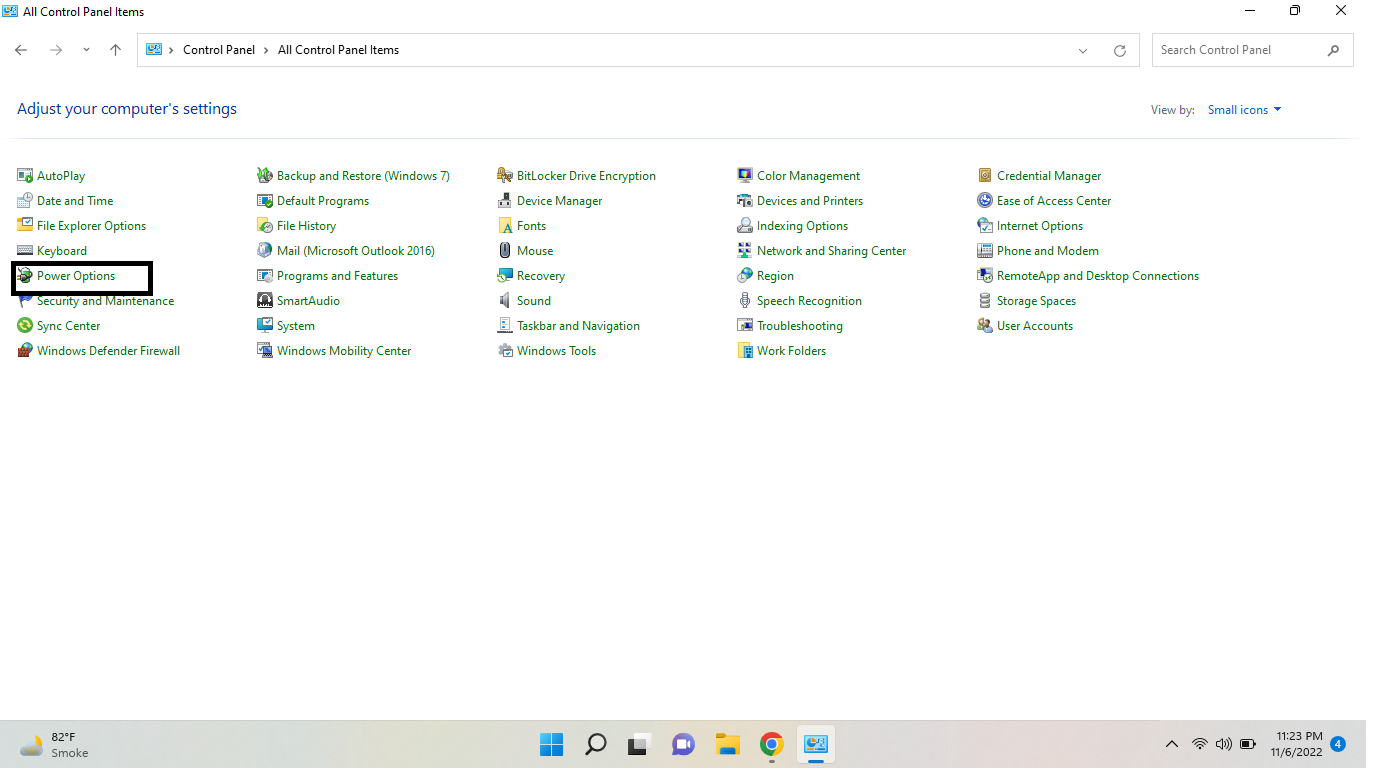 All Control Panel Items
Control Panel > All Control Panel Items
Search Control Panel
Adjust your computer's settings
View by: Small icons
AutoPlay
Backup and Restore (Windows 7)
BitLocker Drive Encryption
Color Management
Credential Manager
Date and Time
Default Programs
Device Manager
Devices and Printers
Ease of Access Center
File Explorer Options
File History
Fonts
Indexing Options
Internet Options
Keyboard
Mail (Microsoft Outlook 2016)
Mouse
Network and Sharing Center
Phone and Modem
Power Options
Programs and Features
Recovery
Region
RemoteApp and Desktop Connections
Security and Maintenance
SmartAudio
Sound
Speech Recognition
Storage Spaces
Sync Center
System
Taskbar and Navigation
Troubleshooting
User Accounts
Windows Defender Firewall
Windows Mobility Center
Windows Tools
Work Folders
82°F
Smoke
11:23 PM
11/6/2022
4